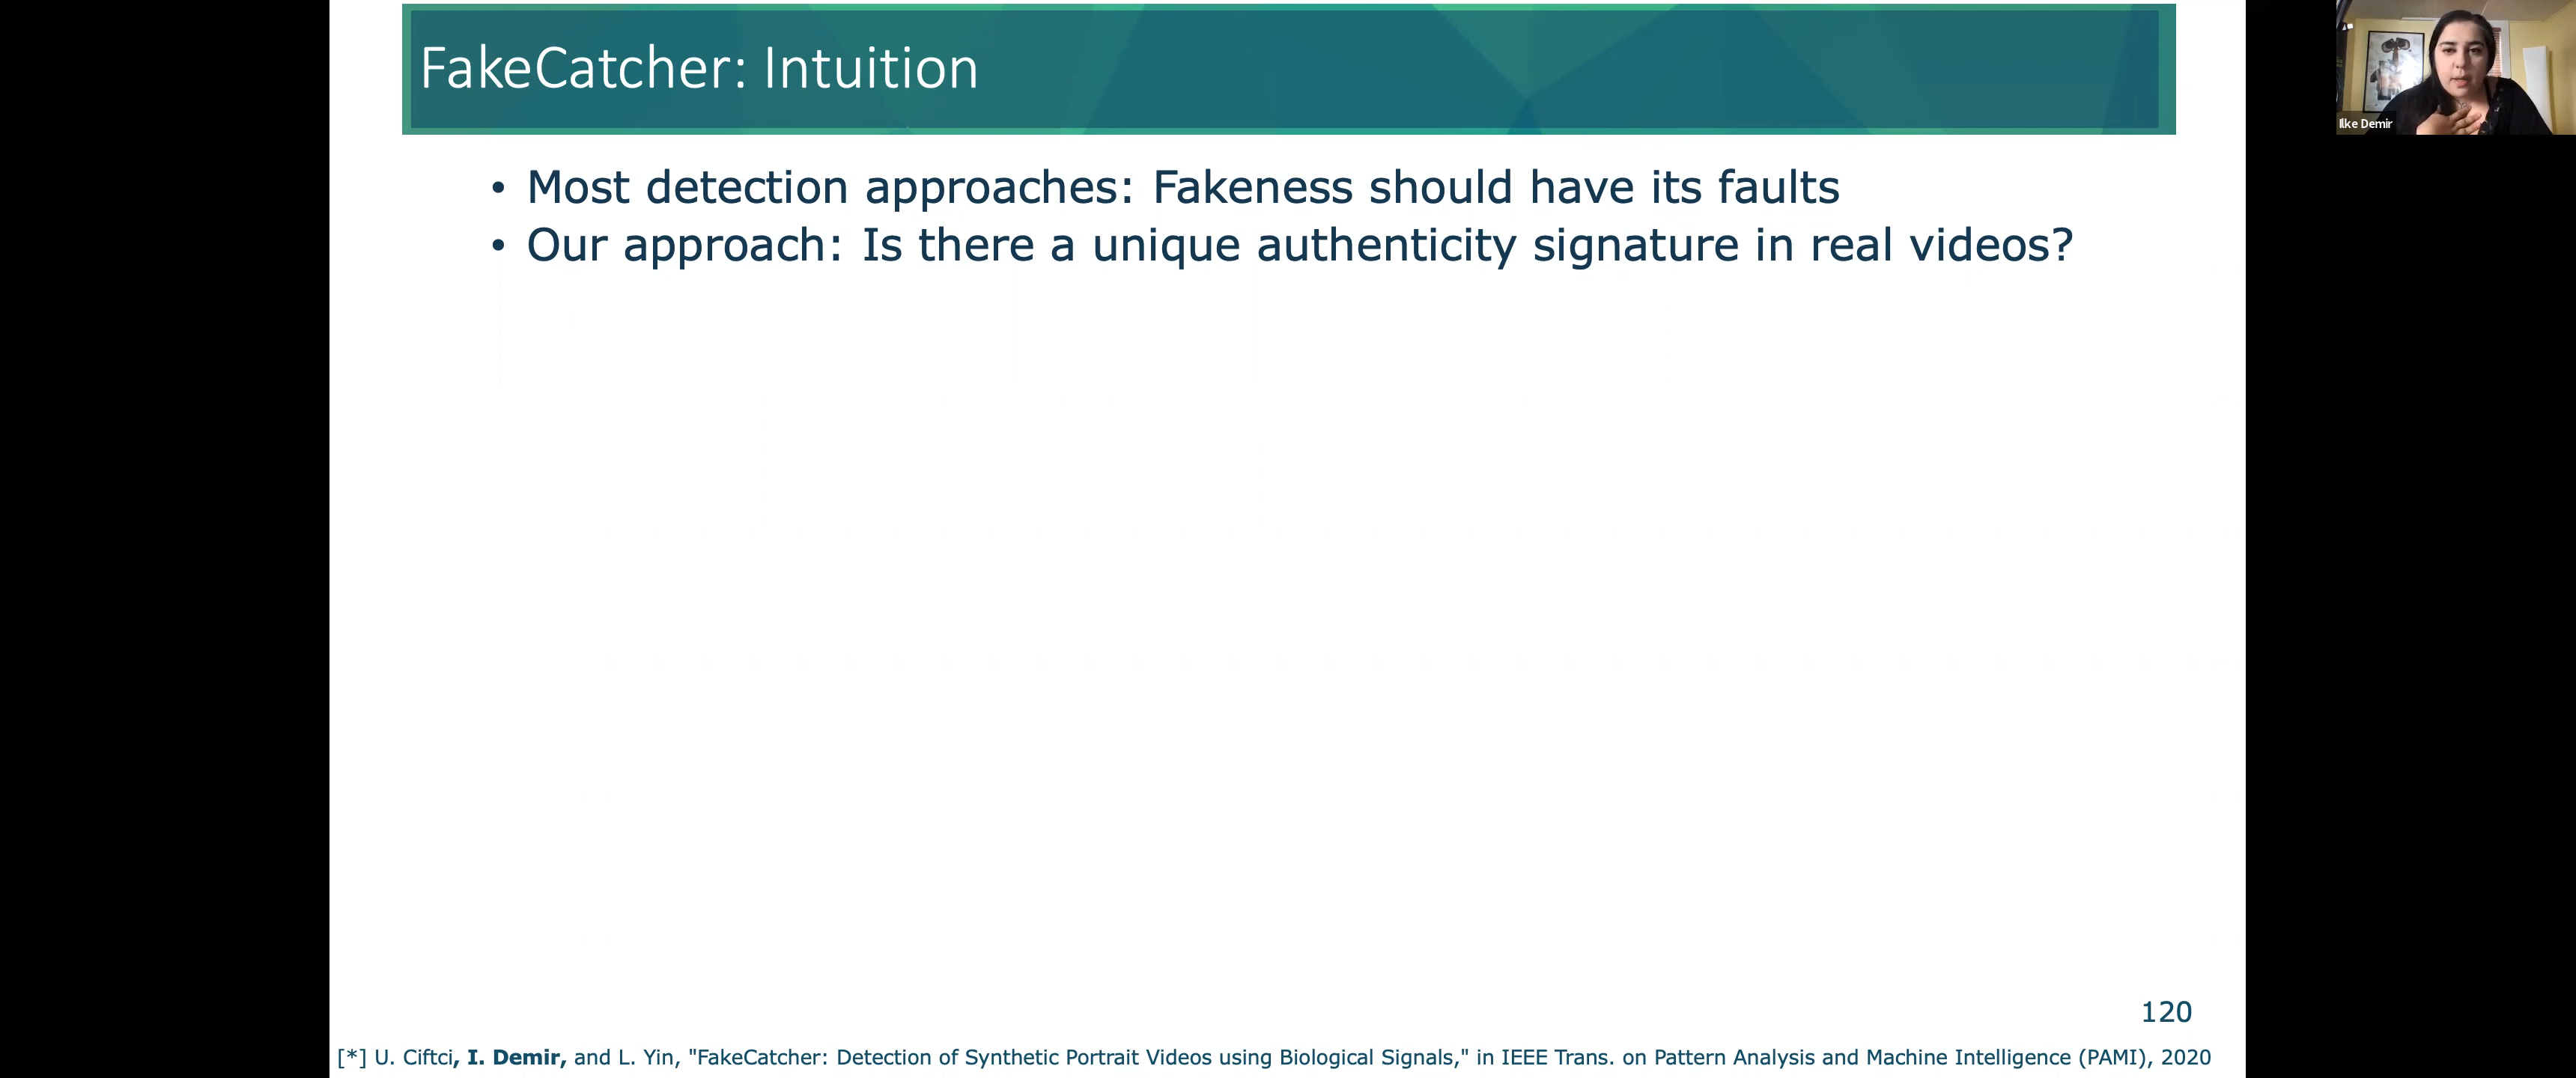 FakeCatcher: Intuition
Ilke Demir
• Most detection approaches: Fakeness should have its faults
• Our approach: Is there a unique authenticity signature in real videos?
120
[*] U. Ciftci, I. Demir, and L. Yin, "FakeCatcher: Detection of Synthetic Portrait Videos using Biological Signals," in IEEE Trans. on Pattern Analysis and Machine Intelligence (PAMI), 2020